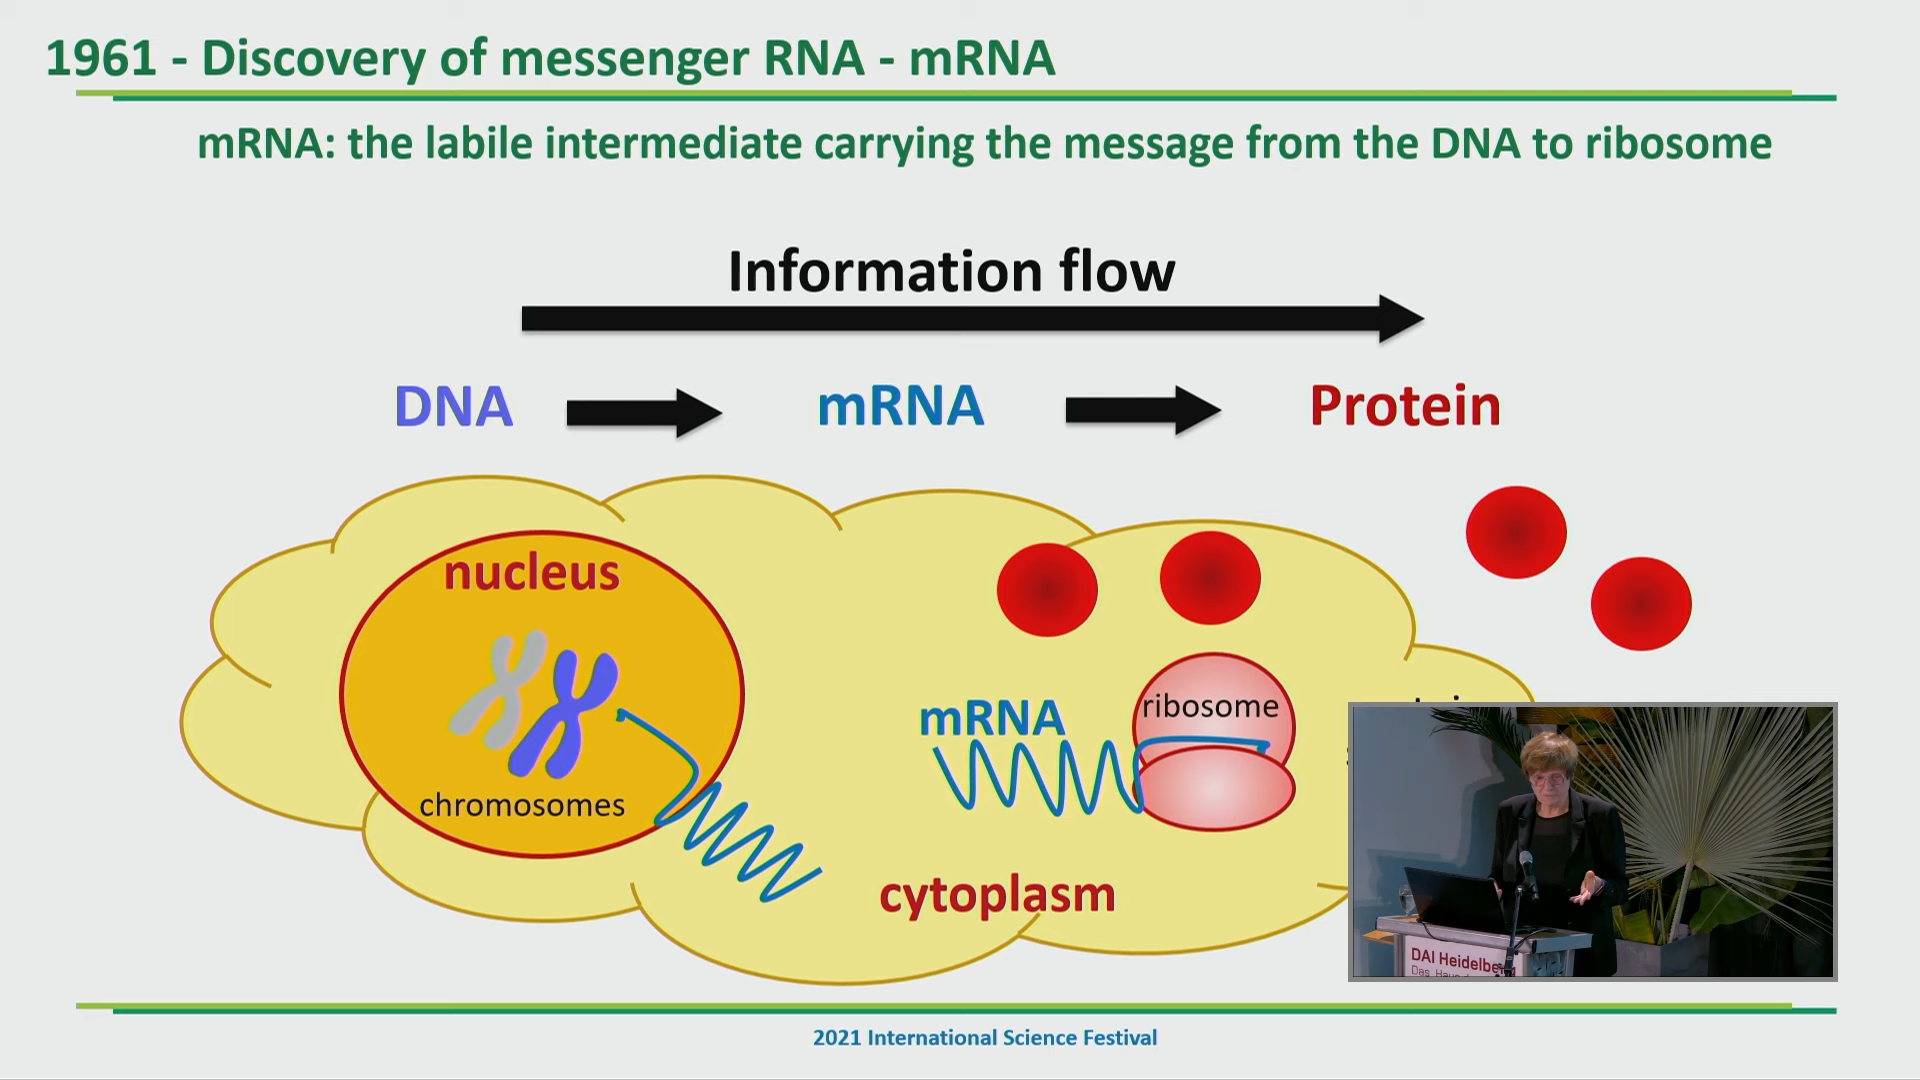 1961 - Discovery of messenger RNA - mRNA
mRNA: the labile intermediate carrying the message from the DNA to ribosome
Information flow
DNA
mRNA
Protein
nucleus
chromosomes
mRNA
ribosome
cytoplasm
DAI Heidelberg
Das
2021 International Science Festival